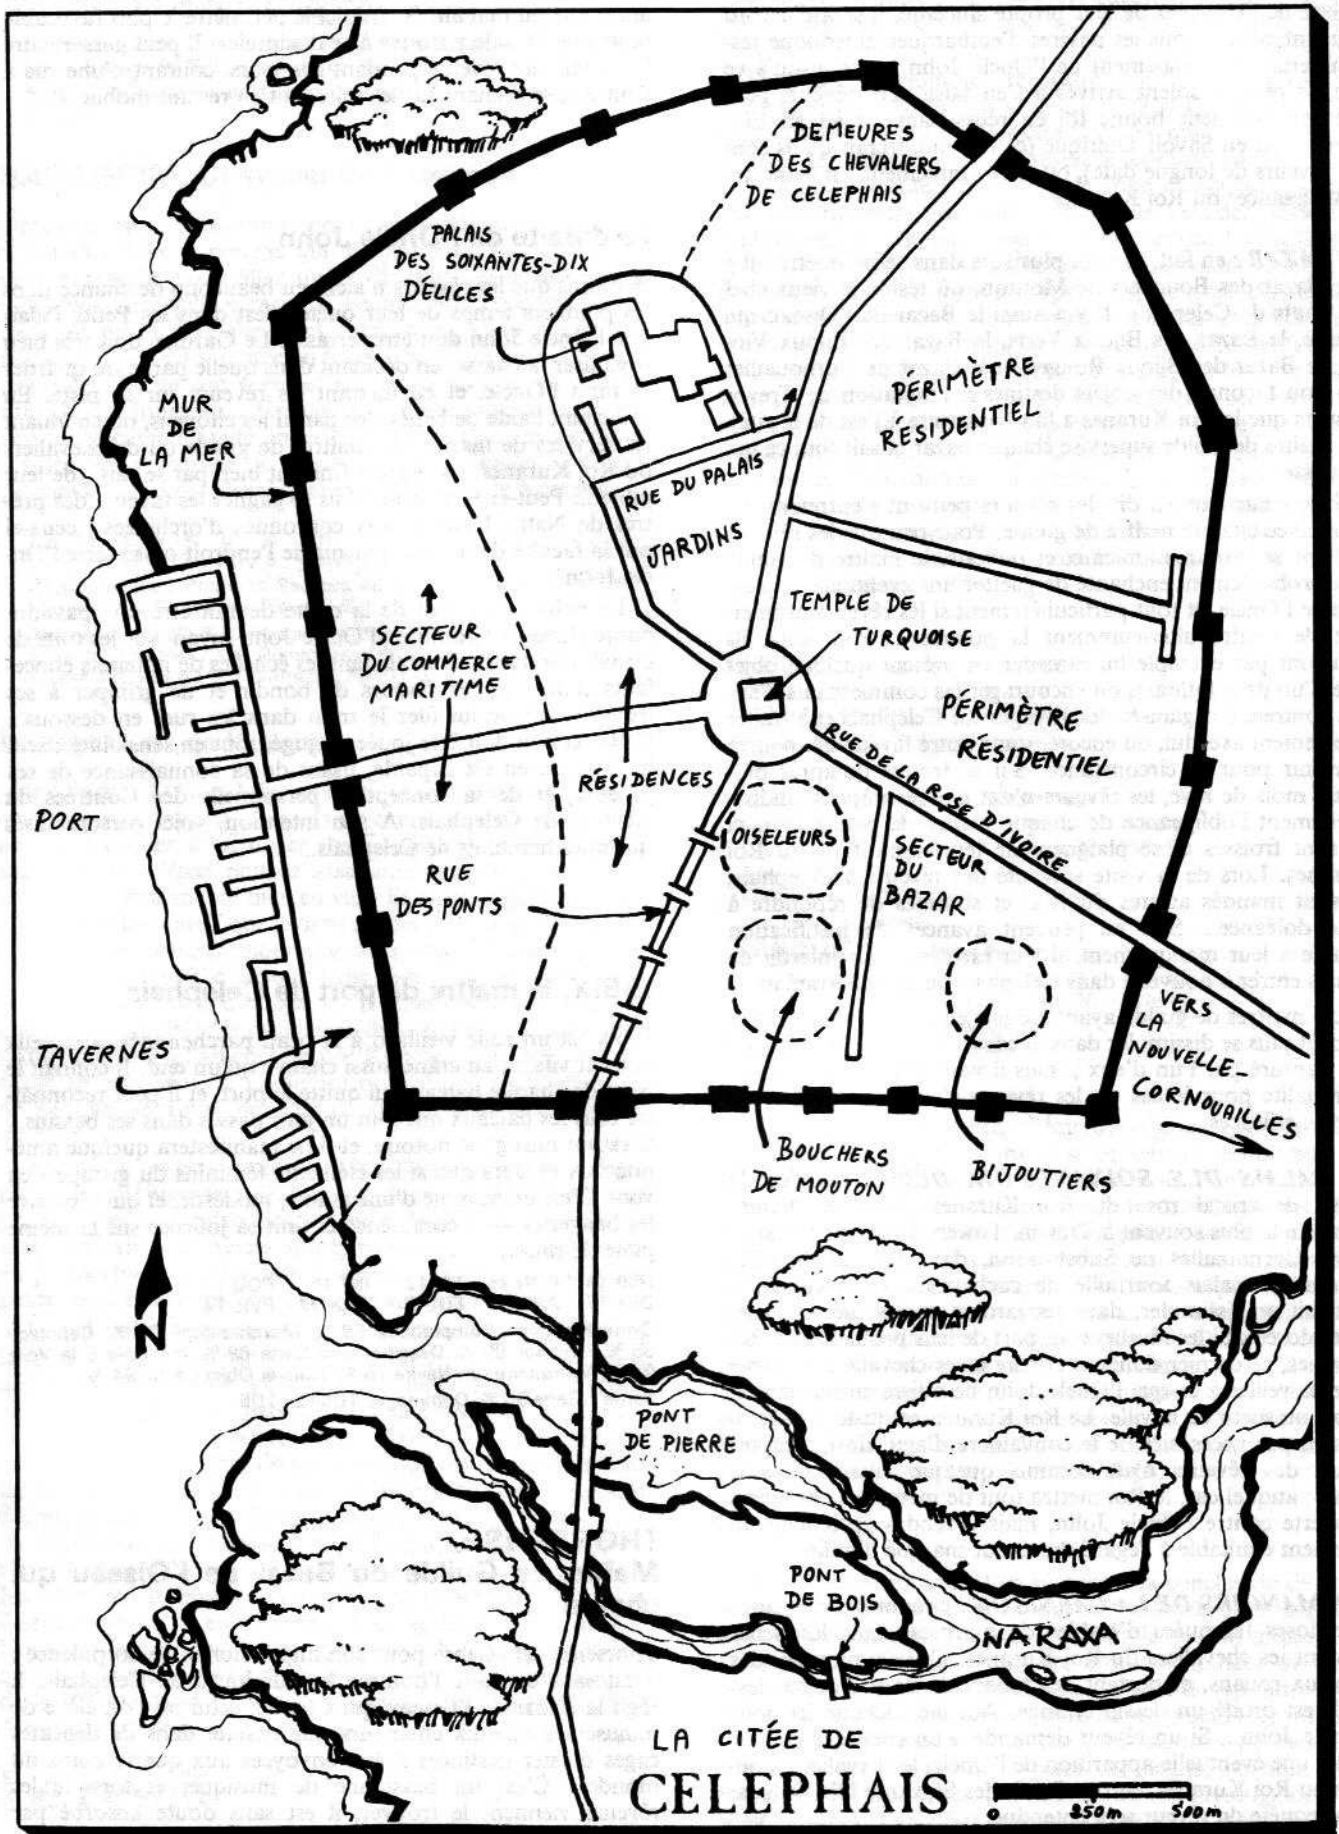 DEMEURES
DES CHEVALIERS
DE CELEPHAIS
PALAIS
DES SOIXANTES-DIX
DÉLICES
MUR
DE
LA MER
PERIMÈTRE
RÉSIDENTIEL
RUE DU PALAIS
JARDINS
TEMPLE DE
TURQUOISE
SECTEUR
DU COMMERCE
MARITIME
PÉRIMÈTRE
RÉSIDENTIEL
RUE DE LA ROSE D'IVOIRE
RÉSIDENCES
PORT
OISELEURS
SECTEUR
DU
BAZAR
RUE
DES PONTS
TAVERNES
VERS
LA
NOUVELLE-
CORNOUAILLES
BOUCHERS
DE MOUTON
BIJOUTIERS
N
PONT
DE PIERRE
PONT
DE BOIS
NARAXA
LA CITÉE DE
CELEPHAIS
0 250m 500m